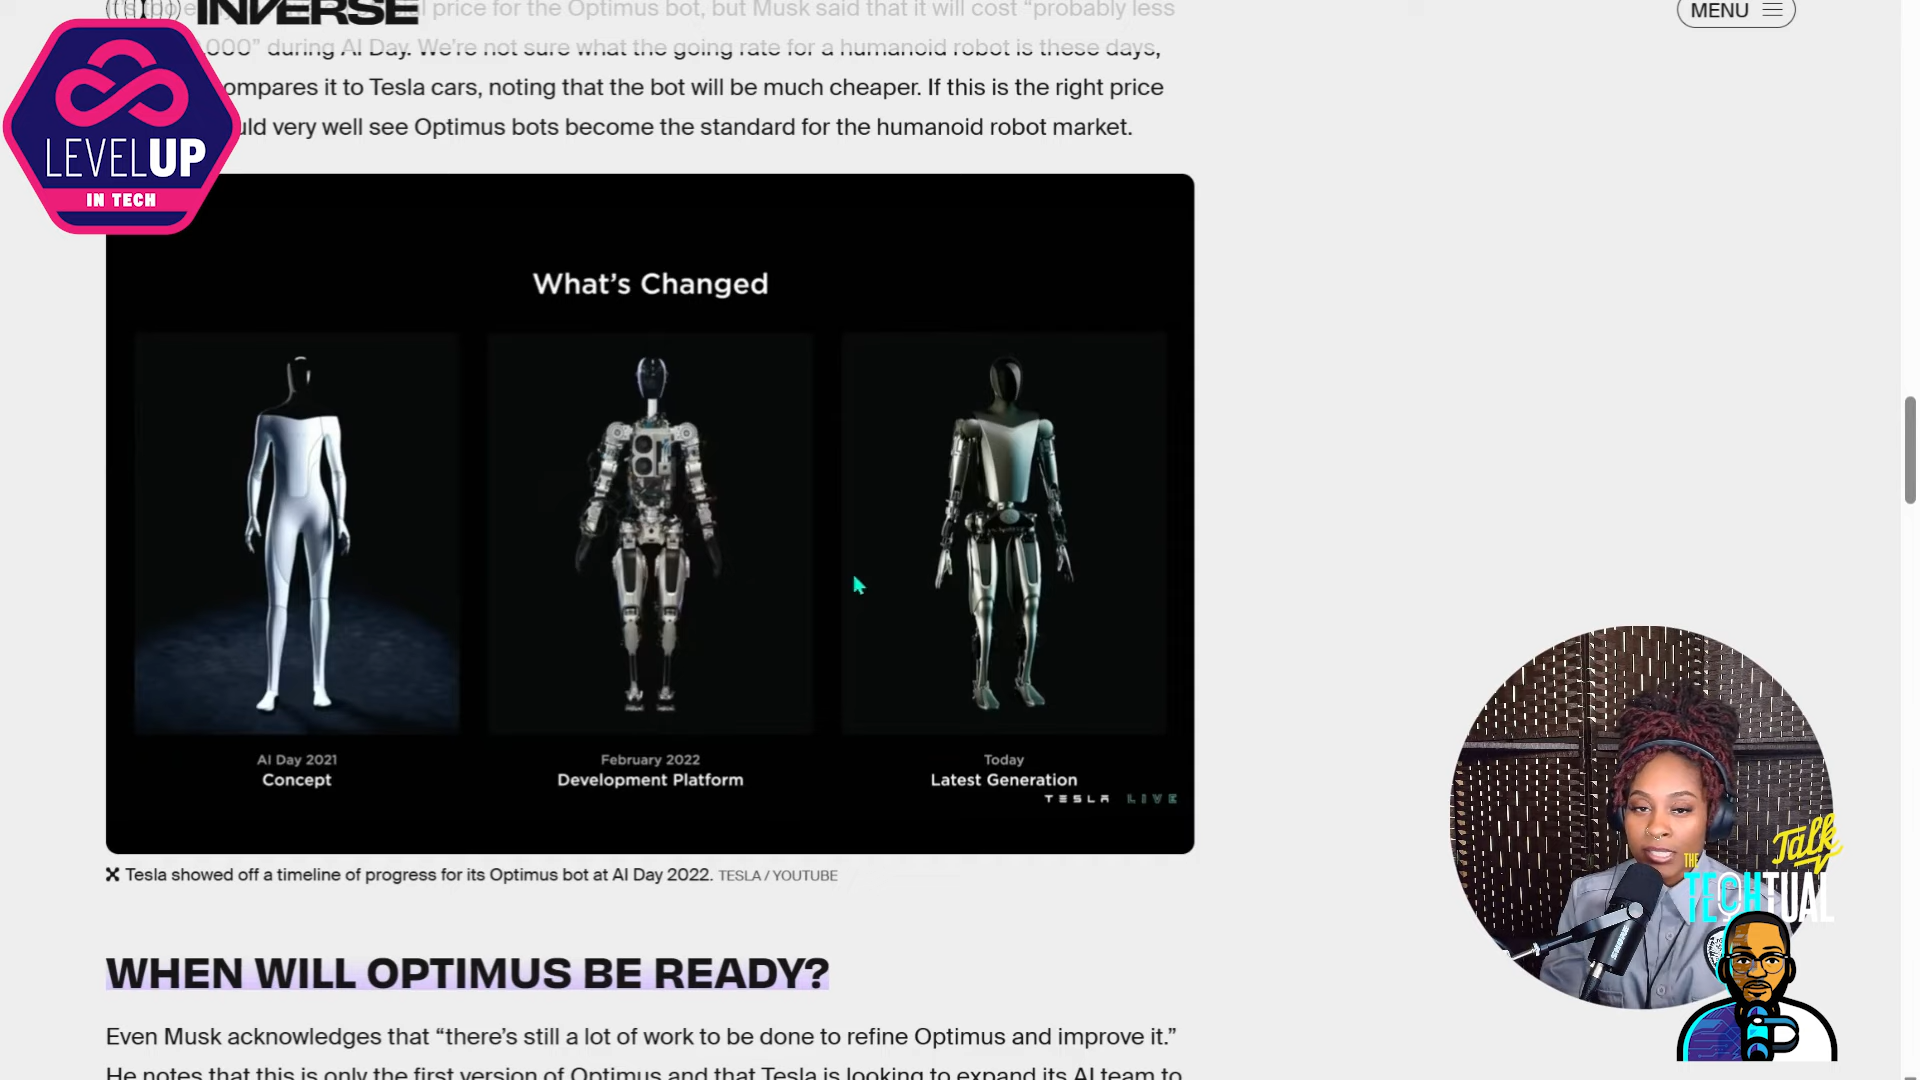 INVERSE
MENU
price for the Optimus bot, but Musk said that it will cost “probably less
000” during AI Day. We’re not sure what the going rate for a humanoid robot is these days,
ompares it to Tesla cars, noting that the bot will be much cheaper. If this is the right price
uld very well see Optimus bots become the standard for the humanoid robot market.
LEVELUP
IN TECH
What’s Changed
AI Day 2021
Concept
February 2022
Development Platform
Today
Latest Generation
TESLA LIVE
Tesla showed off a timeline of progress for its Optimus bot at AI Day 2022. TESLA / YOUTUBE
WHEN WILL OPTIMUS BE READY?
Even Musk acknowledges that “there’s still a lot of work to be done to refine Optimus and improve it.”
He notes that this is only the first version of Optimus and that Tesla is looking to expand its AI team to
THE
Talk
TECHTUAL
SHURE